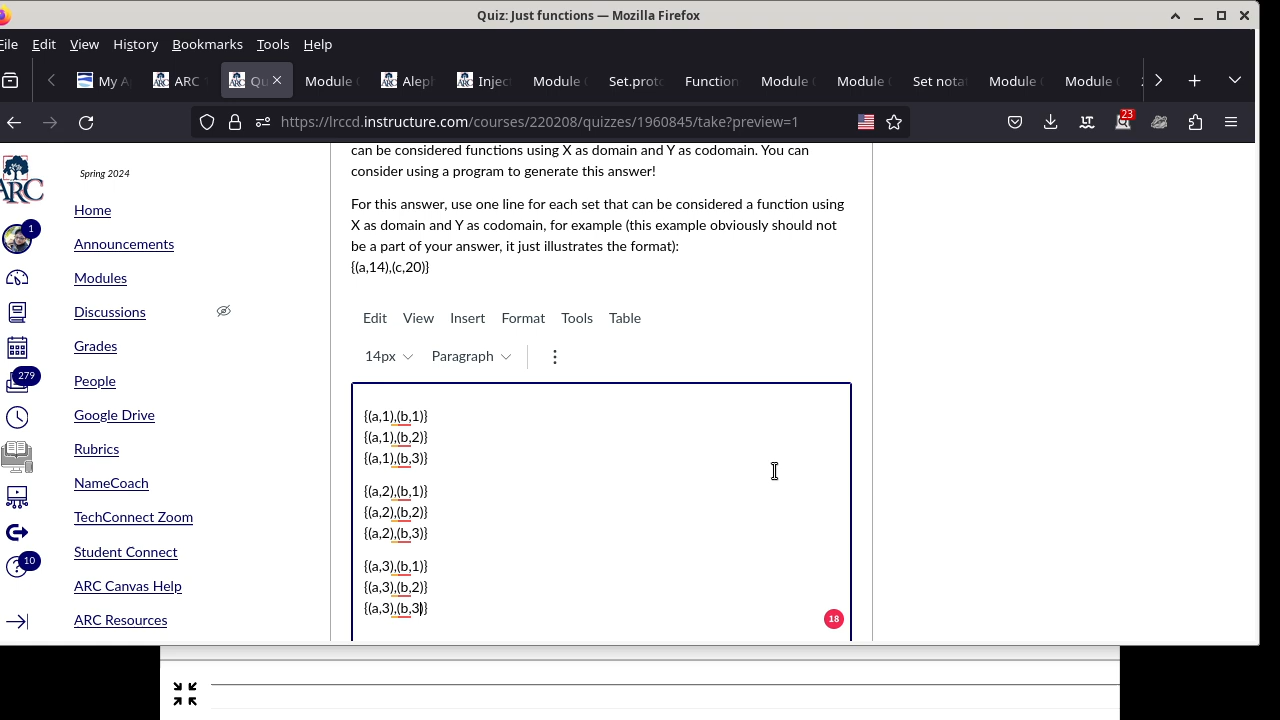 Quiz: Just functions — Mozilla Firefox
File Edit View History Bookmarks Tools Help
My A ARC Qu Module Aleph Inject Module Set.prot Function Module Module Set nota Module Module
https://lrccd.instructure.com/courses/220208/quizzes/1960845/take?preview=1
23
ARC
Spring 2024
1
Home
Announcements
Modules
Discussions
Grades
279
People
Google Drive
Rubrics
NameCoach
TechConnect Zoom
Student Connect
10
ARC Canvas Help
ARC Resources
can be considered functions using X as domain and Y as codomain. You can
consider using a program to generate this answer!
For this answer, use one line for each set that can be considered a function using
X as domain and Y as codomain, for example (this example obviously should not
be a part of your answer, it just illustrates the format):
{(a,14),(c,20)}
Edit View Insert Format Tools Table
14px Paragraph
{(a,1),(b,1)}
{(a,1),(b,2)}
{(a,1),(b,3)}
{(a,2),(b,1)}
{(a,2),(b,2)}
{(a,2),(b,3)}
{(a,3),(b,1)}
{(a,3),(b,2)}
{(a,3),(b,3)}
18